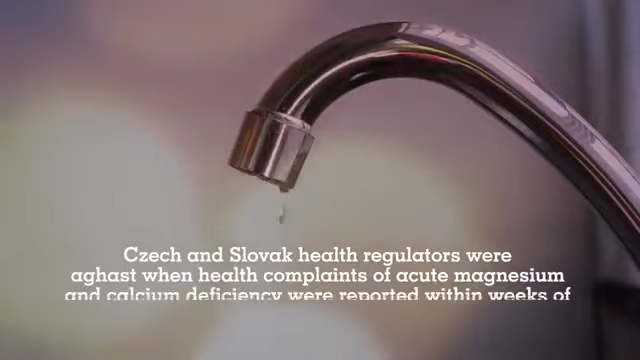 Czech and Slovak health regulators were
aghast when health complaints of acute magnesium
and calcium deficiency were reported within weeks of